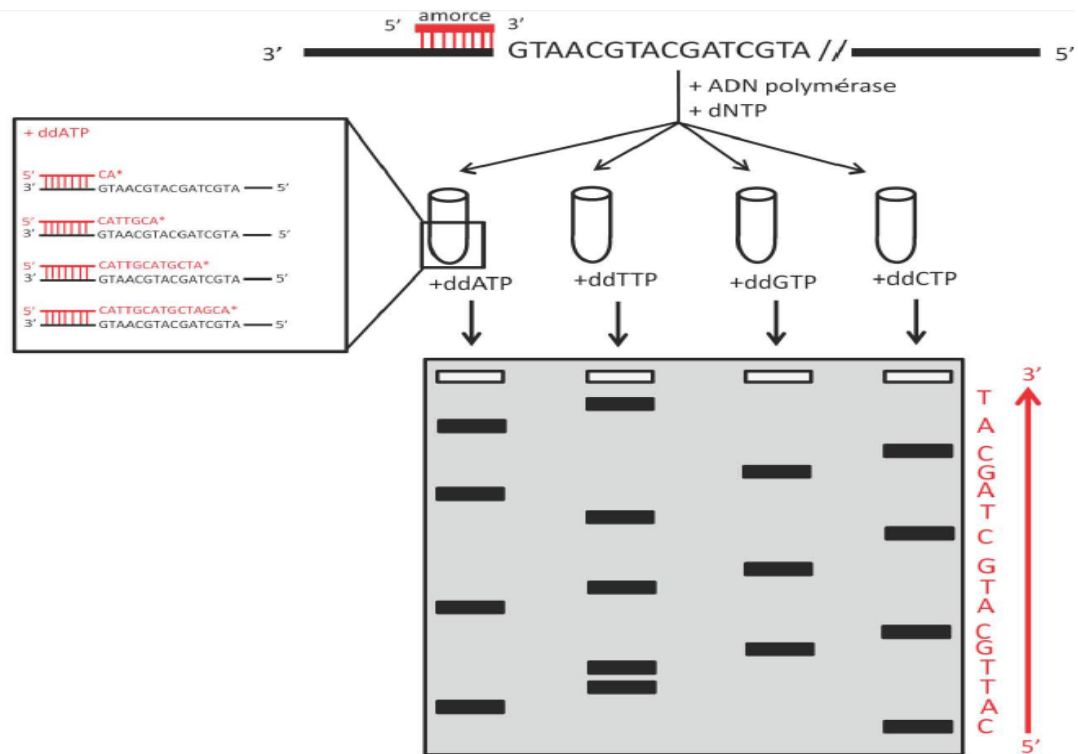 amorce
5' 3'
3' GTAACGTACGATCGTA // 5'
+ ADN polymérase
+ dNTP
+ ddATP
5' CA*
3' GTAACGTACGATCGTA 5'
5' CATTGCA*
3' GTAACGTACGATCGTA 5'
5' CATTGCATGCTA*
3' GTAACGTACGATCGTA 5'
5' CATTGCATGCTAGCA*
3' GTAACGTACGATCGTA 5'
+ddATP +ddTTP +ddGTP +ddCTP
3'
T
A
C
G
A
T
C
G
T
A
C
G
T
T
A
C
5'